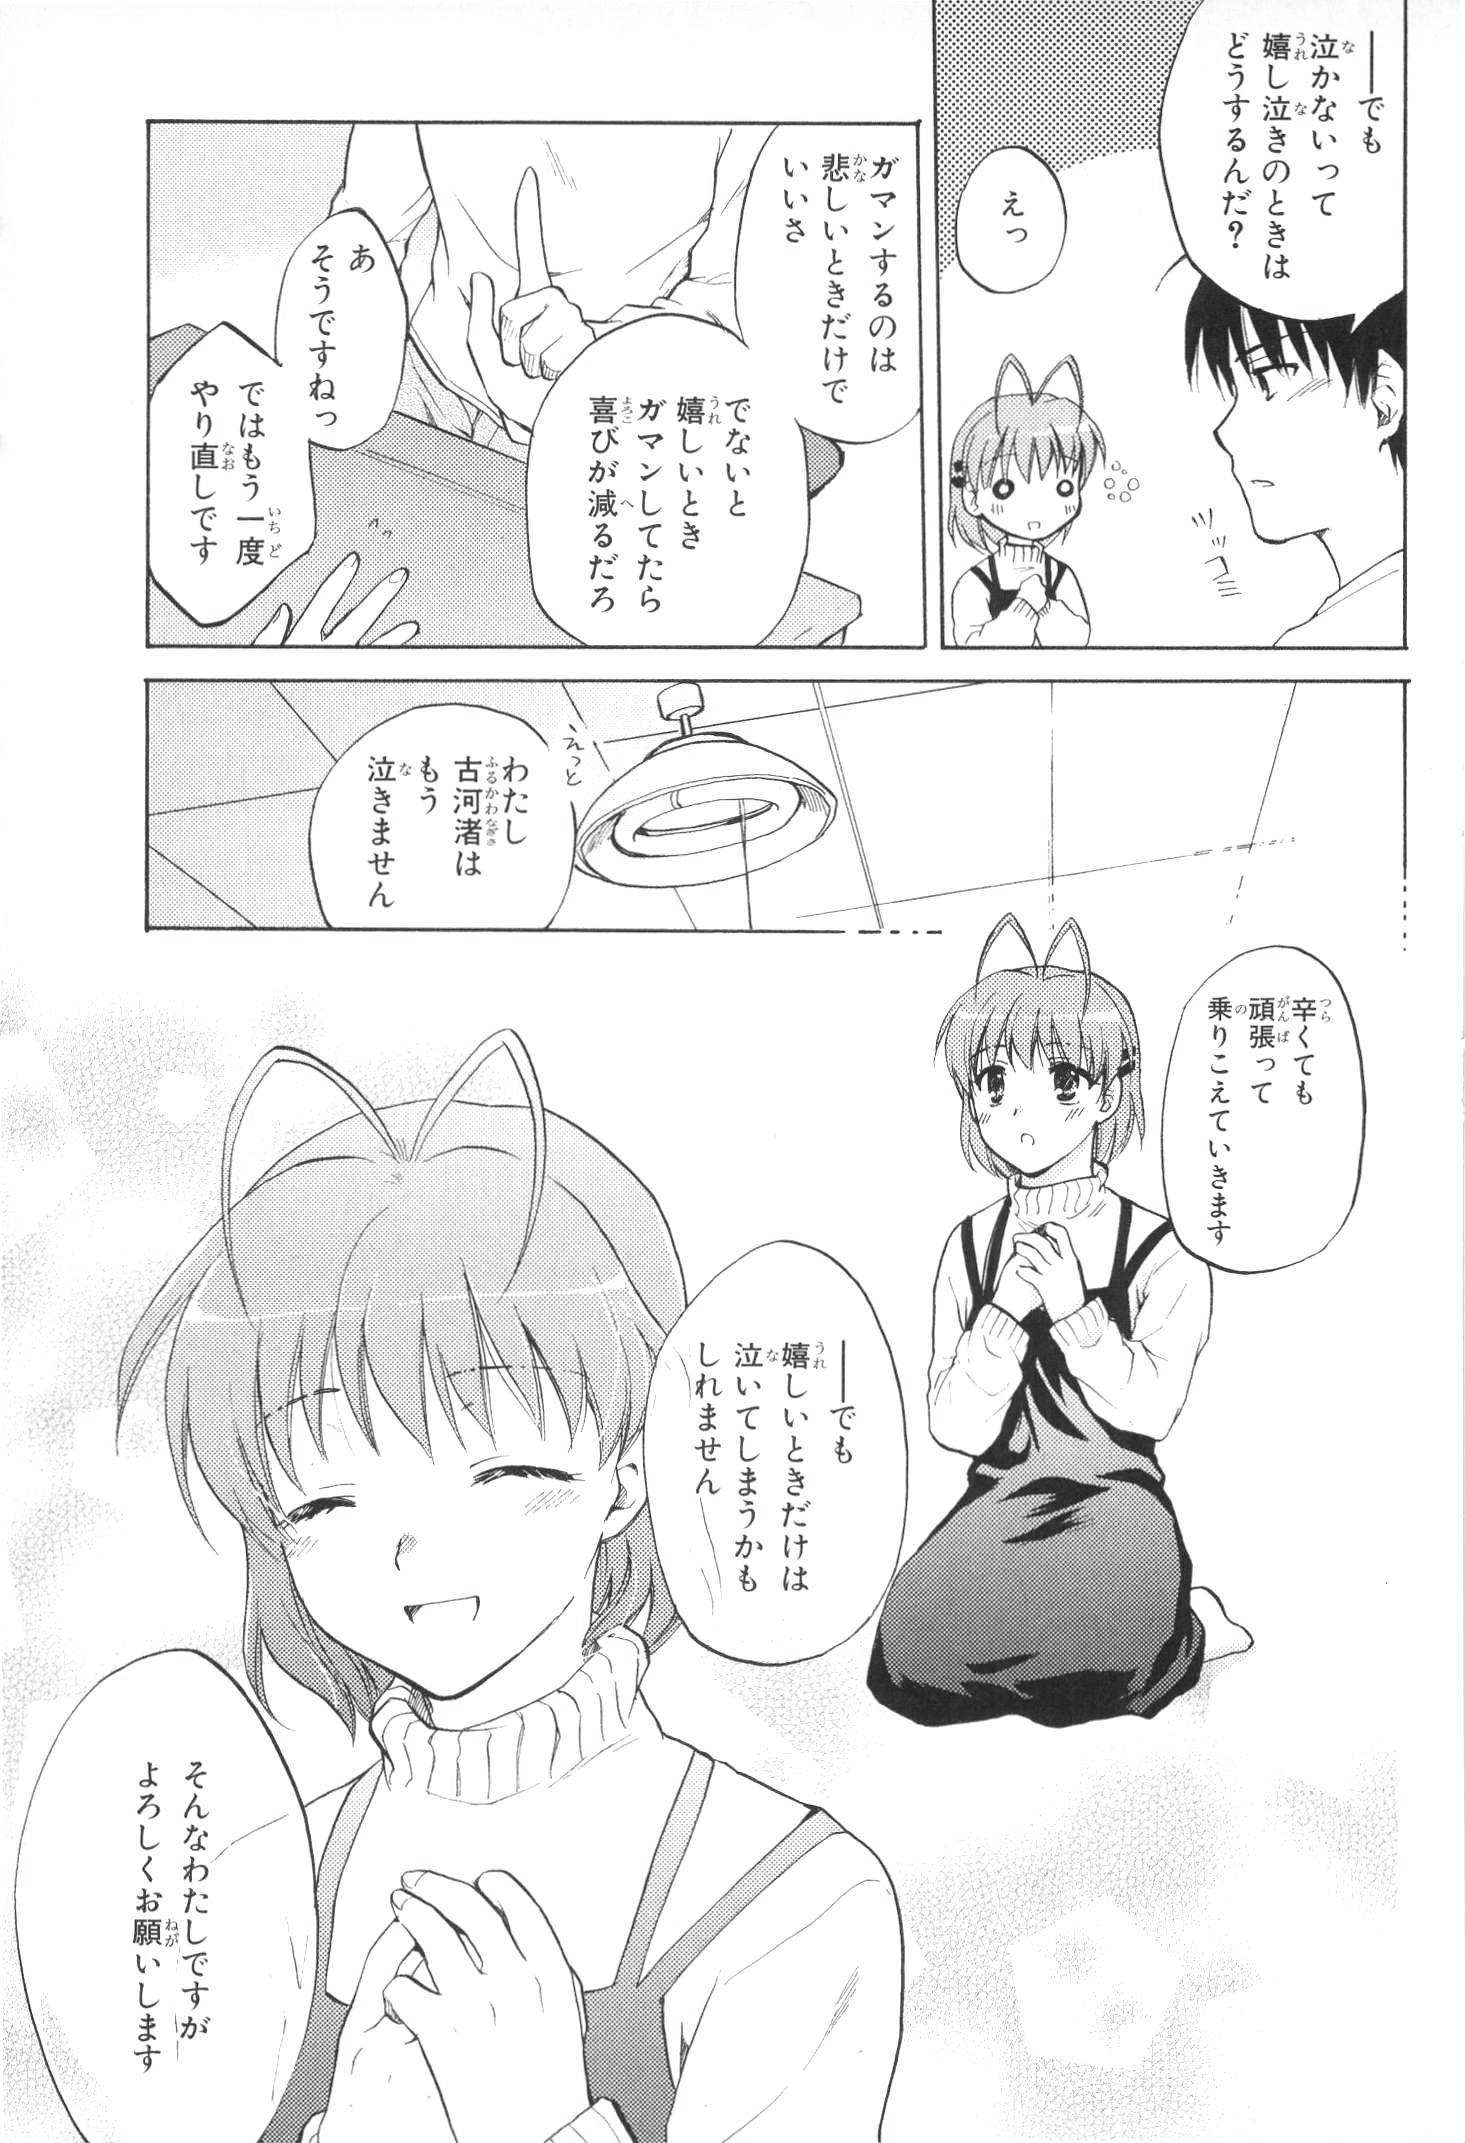 ――でも
泣かないって
嬉し泣きのときは
どうするんだ?
えっ
ガマンするのは
悲しいときだけで
いいさ
でないと
嬉しいとき
ガマンしてたら
喜びが減るだろ
あ
そうですねっ
ではもう一度
やり直しです
えっと
わたし
古河渚は
もう
泣きません
辛くても
頑張って
乗りこえていきます
――でも
嬉しいときだけは
泣いてしまうかも
しれません
そんなわたしですが
よろしくお願いします